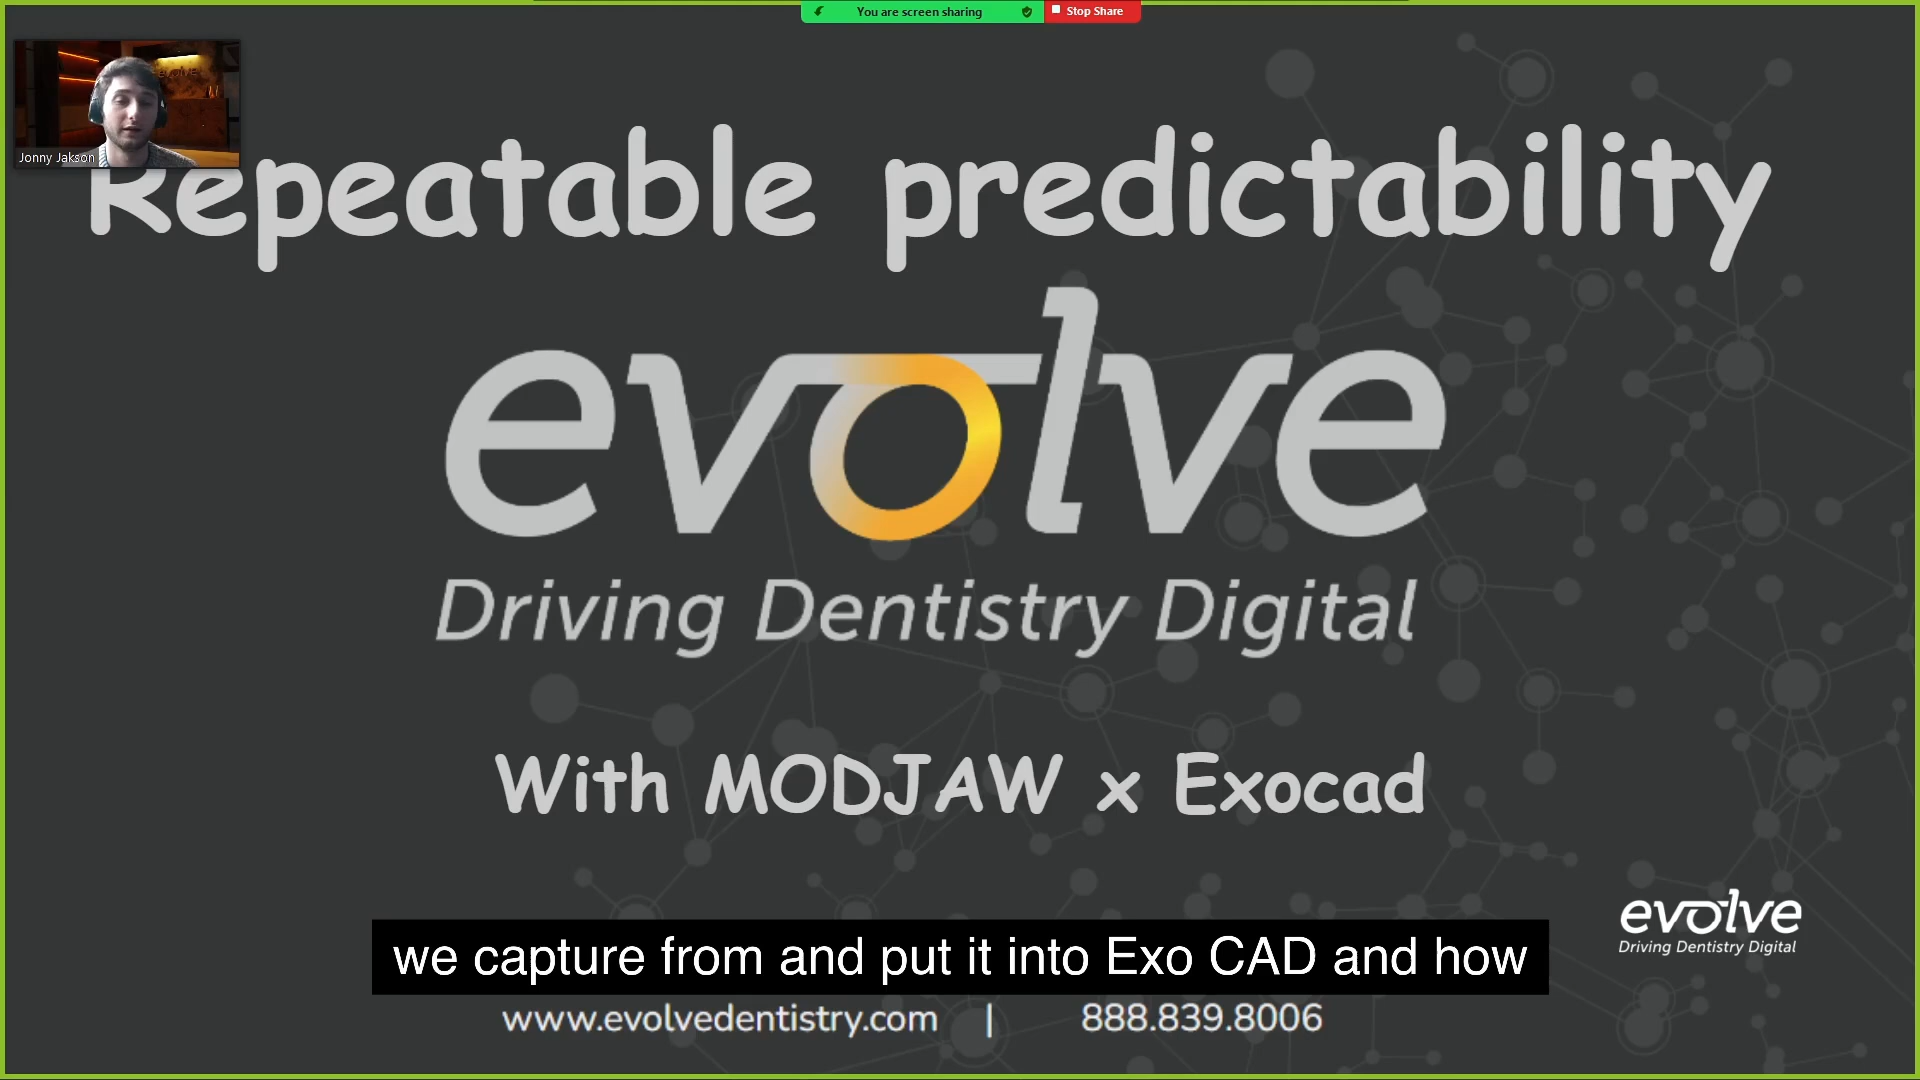 You are screen sharing
Stop Share
evolve
Jonny Jakson
Repeatable predictability
evolve
Driving Dentistry Digital
With MODJAW x Exocad
evolve
Driving Dentistry Digital
we capture from and put it into Exo CAD and how
www.evolvedentistry.com | 888.839.8006